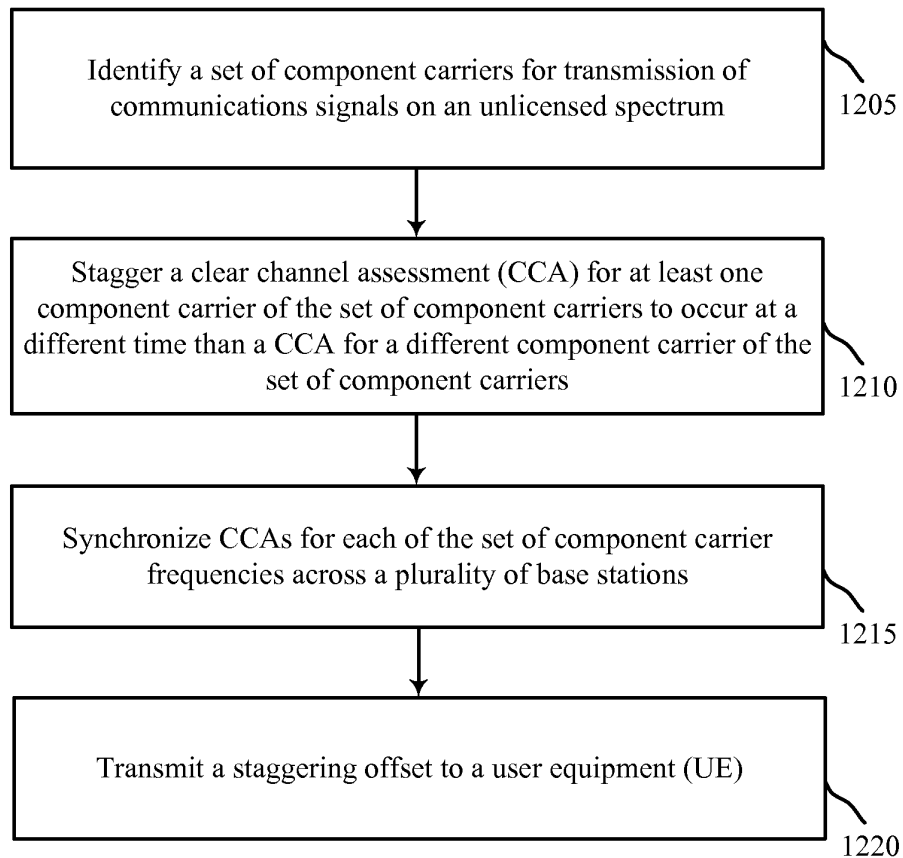 Identify a set of component carriers for transmission of
communications signals on an unlicensed spectrum
1205
Stagger a clear channel assessment (CCA) for at least one
component carrier of the set of component carriers to occur at a
different time than a CCA for a different component carrier of the
set of component carriers
1210
Synchronize CCAs for each of the set of component carrier
frequencies across a plurality of base stations
1215
Transmit a staggering offset to a user equipment (UE)
1220